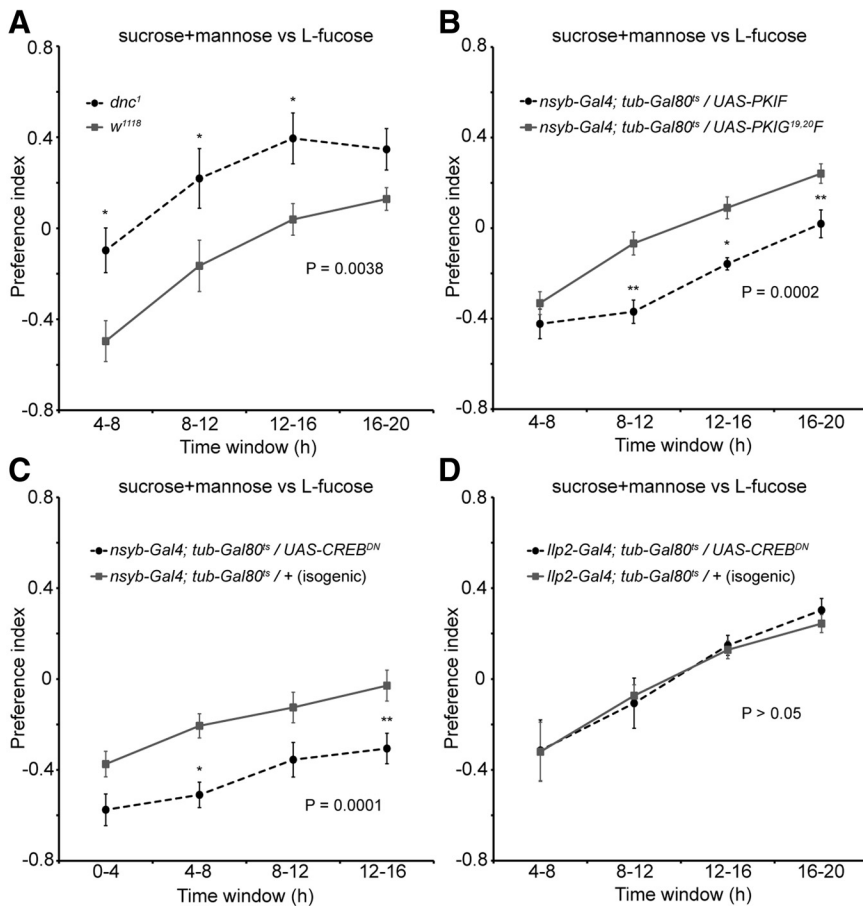 A
sucrose+mannose vs L-fucose
0.8
0.4
0
-0.4
-0.8
Preference index
dnc¹
w¹¹¹⁸
*
*
*
P = 0.0038
4-8 8-12 12-16 16-20
Time window (h)
B
sucrose+mannose vs L-fucose
0.8
0.4
0
-0.4
-0.8
Preference index
nsyb-Gal4; tub-Gal80ᵗˢ / UAS-PKIF
nsyb-Gal4; tub-Gal80ᵗˢ / UAS-PKIG¹⁹,²⁰F
**
*
**
P = 0.0002
4-8 8-12 12-16 16-20
Time window (h)
C
sucrose+mannose vs L-fucose
0.8
0.4
0
-0.4
-0.8
Preference index
nsyb-Gal4; tub-Gal80ᵗˢ / UAS-CREBᴰᴺ
nsyb-Gal4; tub-Gal80ᵗˢ / + (isogenic)
*
**
P = 0.0001
0-4 4-8 8-12 12-16
Time window (h)
D
sucrose+mannose vs L-fucose
0.8
0.4
0
-0.4
-0.8
Preference index
Ilp2-Gal4; tub-Gal80ᵗˢ / UAS-CREBᴰᴺ
Ilp2-Gal4; tub-Gal80ᵗˢ / + (isogenic)
P > 0.05
4-8 8-12 12-16 16-20
Time window (h)